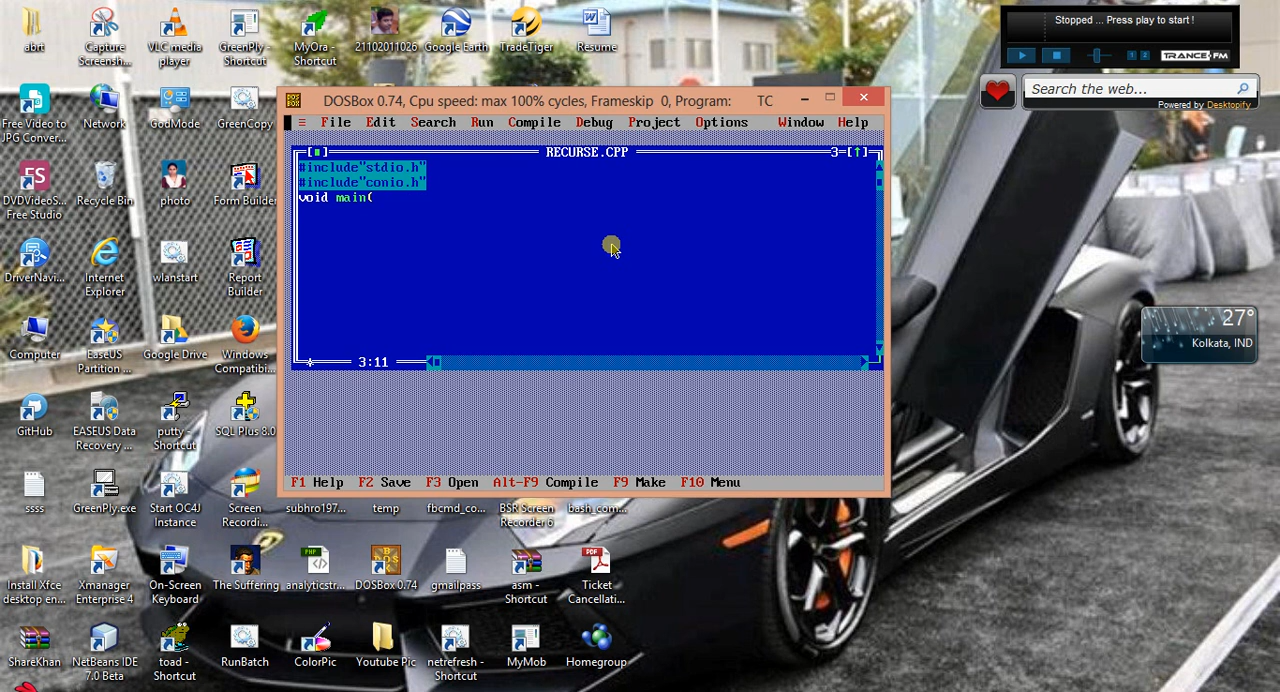 abrt
Capture Screensh...
VLC media player
GreenPly - Shortcut
MyOra - Shortcut
21102011026
Google Earth
TradeTiger
Resume
Stopped ... Press play to start !
1 2
TRANCE FM
Search the web...
Powered by Desktopify
DOSBox 0.74, Cpu speed: max 100% cycles, Frameskip 0, Program: TC
≡ File Edit Search Run Compile Debug Project Options Window Help
RECURSE.CPP
3=[↑]
#include"stdio.h"
#include"conio.h"
void main(
3:11
F1 Help F2 Save F3 Open Alt-F9 Compile F9 Make F10 Menu
Free Video to JPG Conver...
Network
GodMode
GreenCopy
DVDVideoS... Free Studio
Recycle Bin
photo
Form Builder
DriverNavi...
Internet Explorer
wlanstart
Report Builder
27°
Kolkata, IND
Computer
EaseUS Partition ...
Google Drive
Windows Compatibi...
GitHub
EASEUS Data Recovery ...
putty - Shortcut
SQL Plus 8.0
ssss
GreenPly.exe
Start OC4J Instance
Screen Recordi...
subhro197...
temp
fbcmd_co...
BSR Screen Recorder 6
bash_com...
Install Xfce desktop en...
Xmanager Enterprise 4
On-Screen Keyboard
The Suffering
analyticstr...
DOSBox 0.74
gmailpass
asm - Shortcut
Ticket Cancellati...
ShareKhan
NetBeans IDE 7.0 Beta
toad - Shortcut
RunBatch
ColorPic
Youtube Pic
netrefresh - Shortcut
MyMob
Homegroup